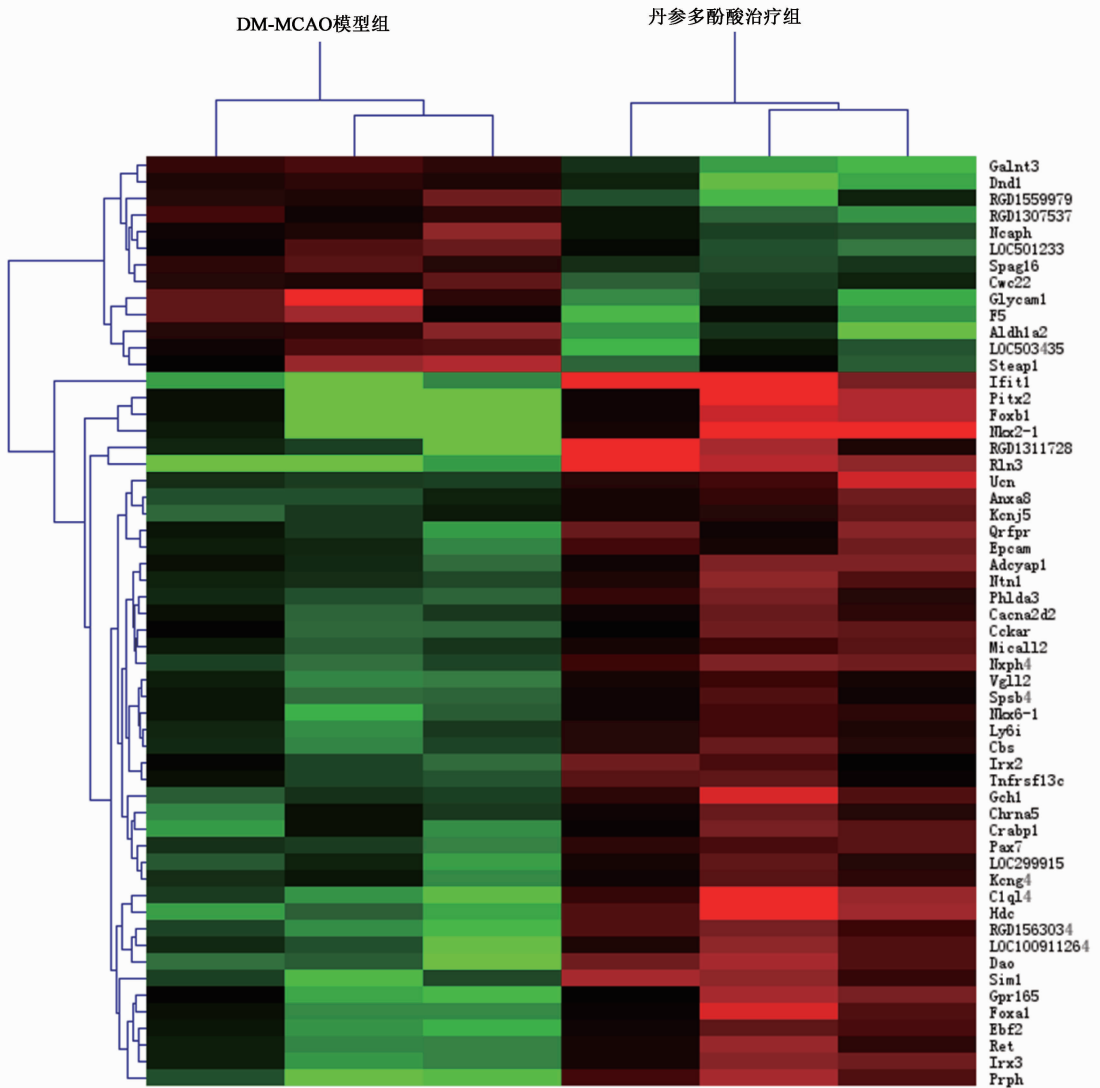 DM-MCAO模型组
丹参多酚酸治疗组
Galnt3
Dnd1
RGD1559979
RGD1307537
Ncaph
LOC501233
Spag16
Cwc22
Glycam1
F5
Aldh1a2
LOC503435
Steap1
Ifit1
Pitx2
Foxb1
Nkx2-1
RGD1311728
Rln3
Ucn
Anxa8
Kcnj5
Qrfpr
Epcam
Adcyap1
Ntn1
Phlda3
Cacna2d2
Cckar
Micall2
Nxph4
Vgll2
Spsb4
Nkx6-1
Ly6i
Cbs
Irx2
Tnfrsf13c
Gch1
Chrna5
Crabp1
Pax7
LOC299915
Kcng4
C1ql4
Hdc
RGD1563034
LOC100911264
Dao
Sim1
Gpr165
Foxa1
Ebf2
Ret
Irx3
Prph